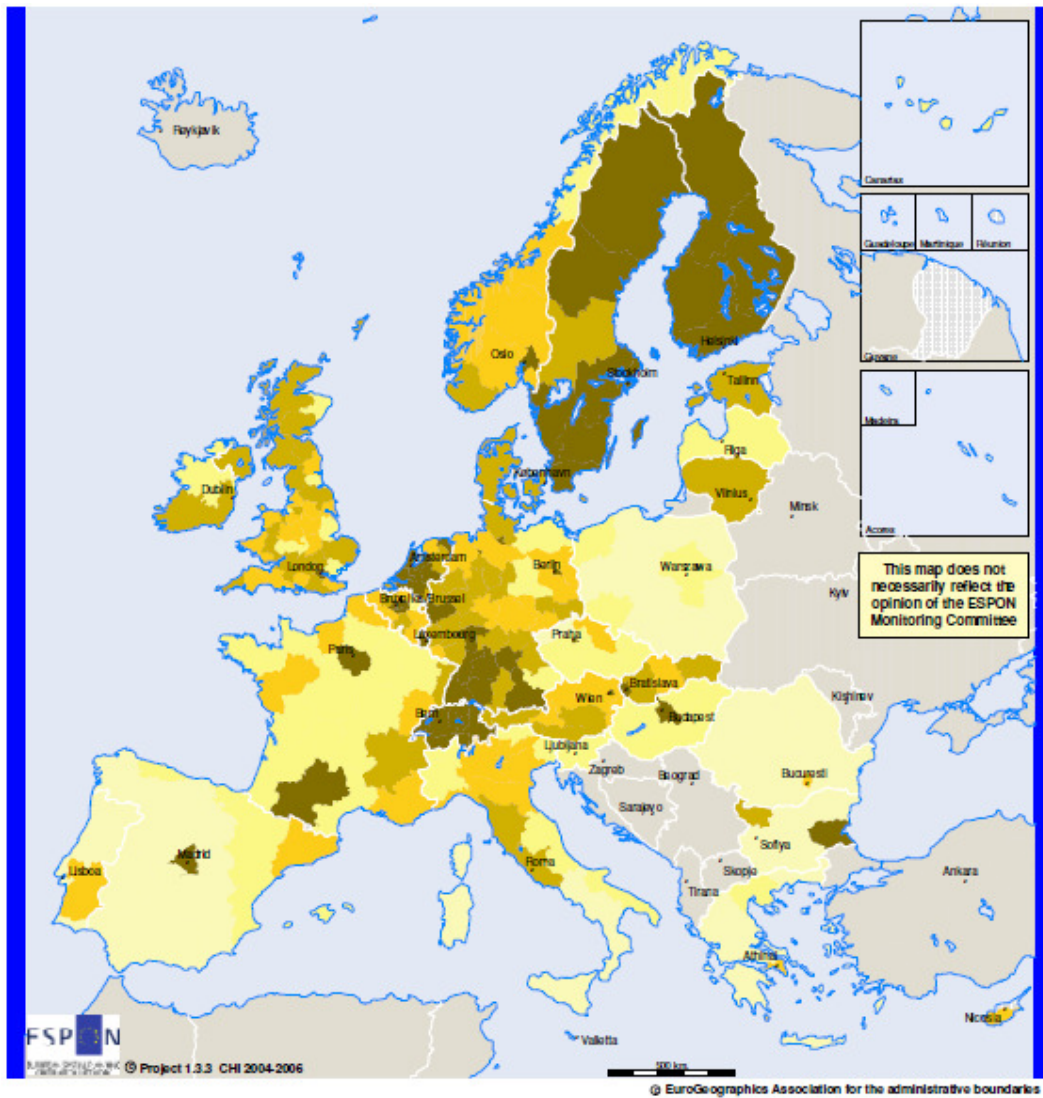 Reykjavik
Canarias
Guadeloupe
Martinique
Réunion
Guyane
Oslo
Helsinki
Stockholm
Tallinn
Madeira
Riga
København
Dublin
Vilnius
Minsk
Acores
Amsterdam
London
Berlin
Warszawa
This map does not
necessarily reflect the
opinion of the ESPON
Monitoring Committee
Kyiv
Bruxelles/Brussel
Luxembourg
Praha
Paris
Kishinev
Wien
Bratislava
Bern
Budapest
Ljubljana
Zagreb
Beograd
Bucuresti
Sarajevo
Sofiya
Madrid
Roma
Skopje
Ankara
Lisboa
Tirana
Athinai
Nicosia
ESPON
Valletta
© Project 1.3.3 CHI 2004-2006
500 km
© EuroGeographics Association for the administrative boundaries